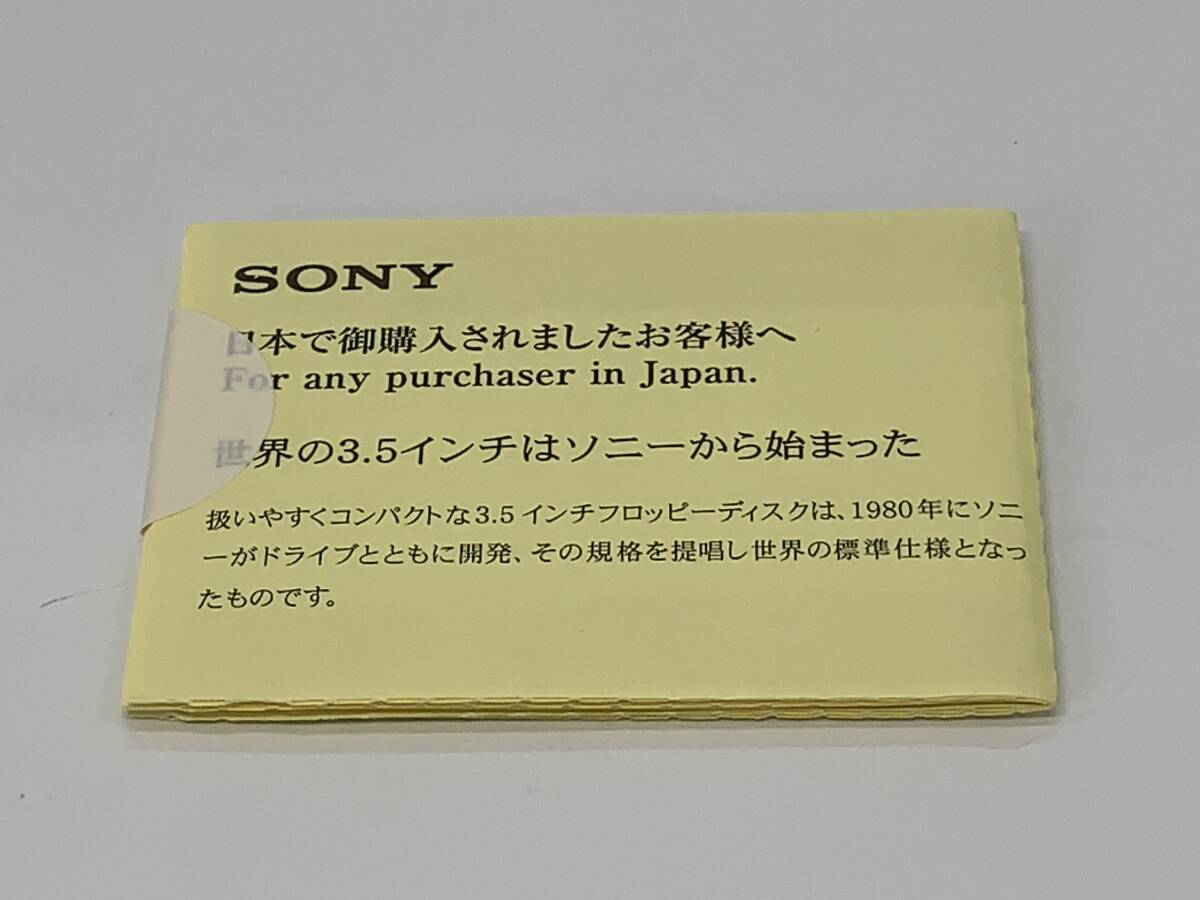 SONY
日本で御購入されましたお客様へ
For any purchaser in Japan.
世界の3.5インチはソニーから始まった
扱いやすくコンパクトな3.5インチフロッピーディスクは、1980年にソニ
ーがドライブとともに開発、その規格を提唱し世界の標準仕様となっ
たものです。